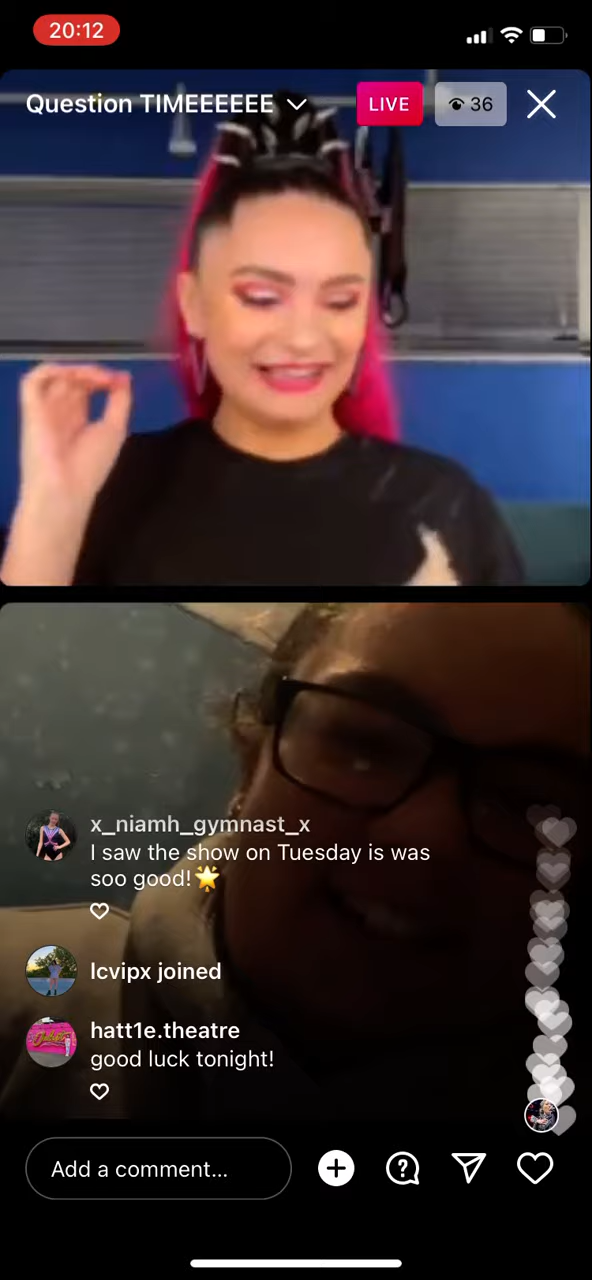 20:12
Question TIMEEEEEE
LIVE
36
x_niamh_gymnast_x
I saw the show on Tuesday is was
soo good!🌟
lcvipx joined
hatt1e.theatre
good luck tonight!
Add a comment...